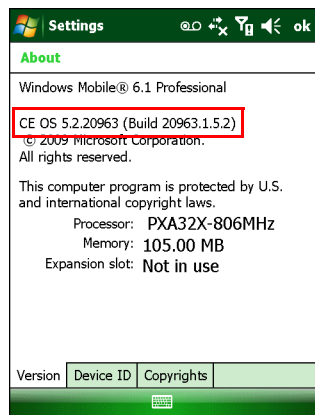 Settings
ok
About
Windows Mobile® 6.1 Professional
CE OS 5.2.20963 (Build 20963.1.5.2)
© 2009 Microsoft Corporation.
All rights reserved.
This computer program is protected by U.S.
and international copyright laws.
Processor: PXA32X-806MHz
Memory: 105.00 MB
Expansion slot: Not in use
Version Device ID Copyrights